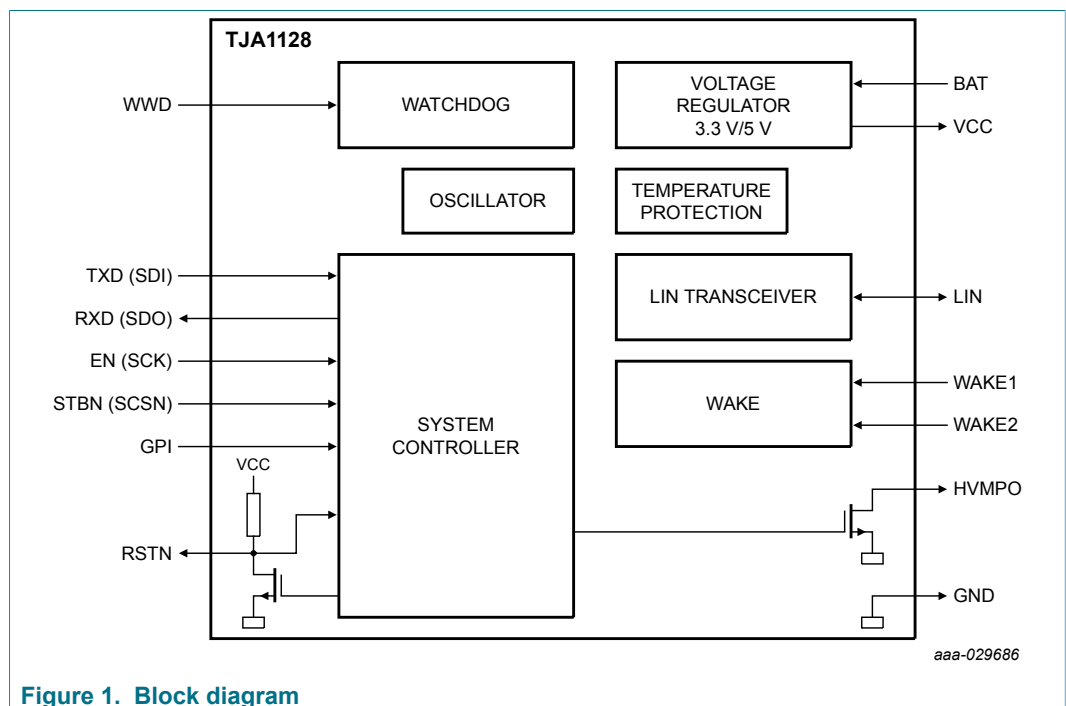 TJA1128
WWD
WATCHDOG
VOLTAGE
REGULATOR
3.3 V/5 V
BAT
VCC
OSCILLATOR
TEMPERATURE
PROTECTION
TXD (SDI)
RXD (SDO)
EN (SCK)
STBN (SCSN)
GPI
VCC
RSTN
SYSTEM
CONTROLLER
LIN TRANSCEIVER
LIN
WAKE
WAKE1
WAKE2
HVMPO
GND
aaa-029686
Figure 1. Block diagram